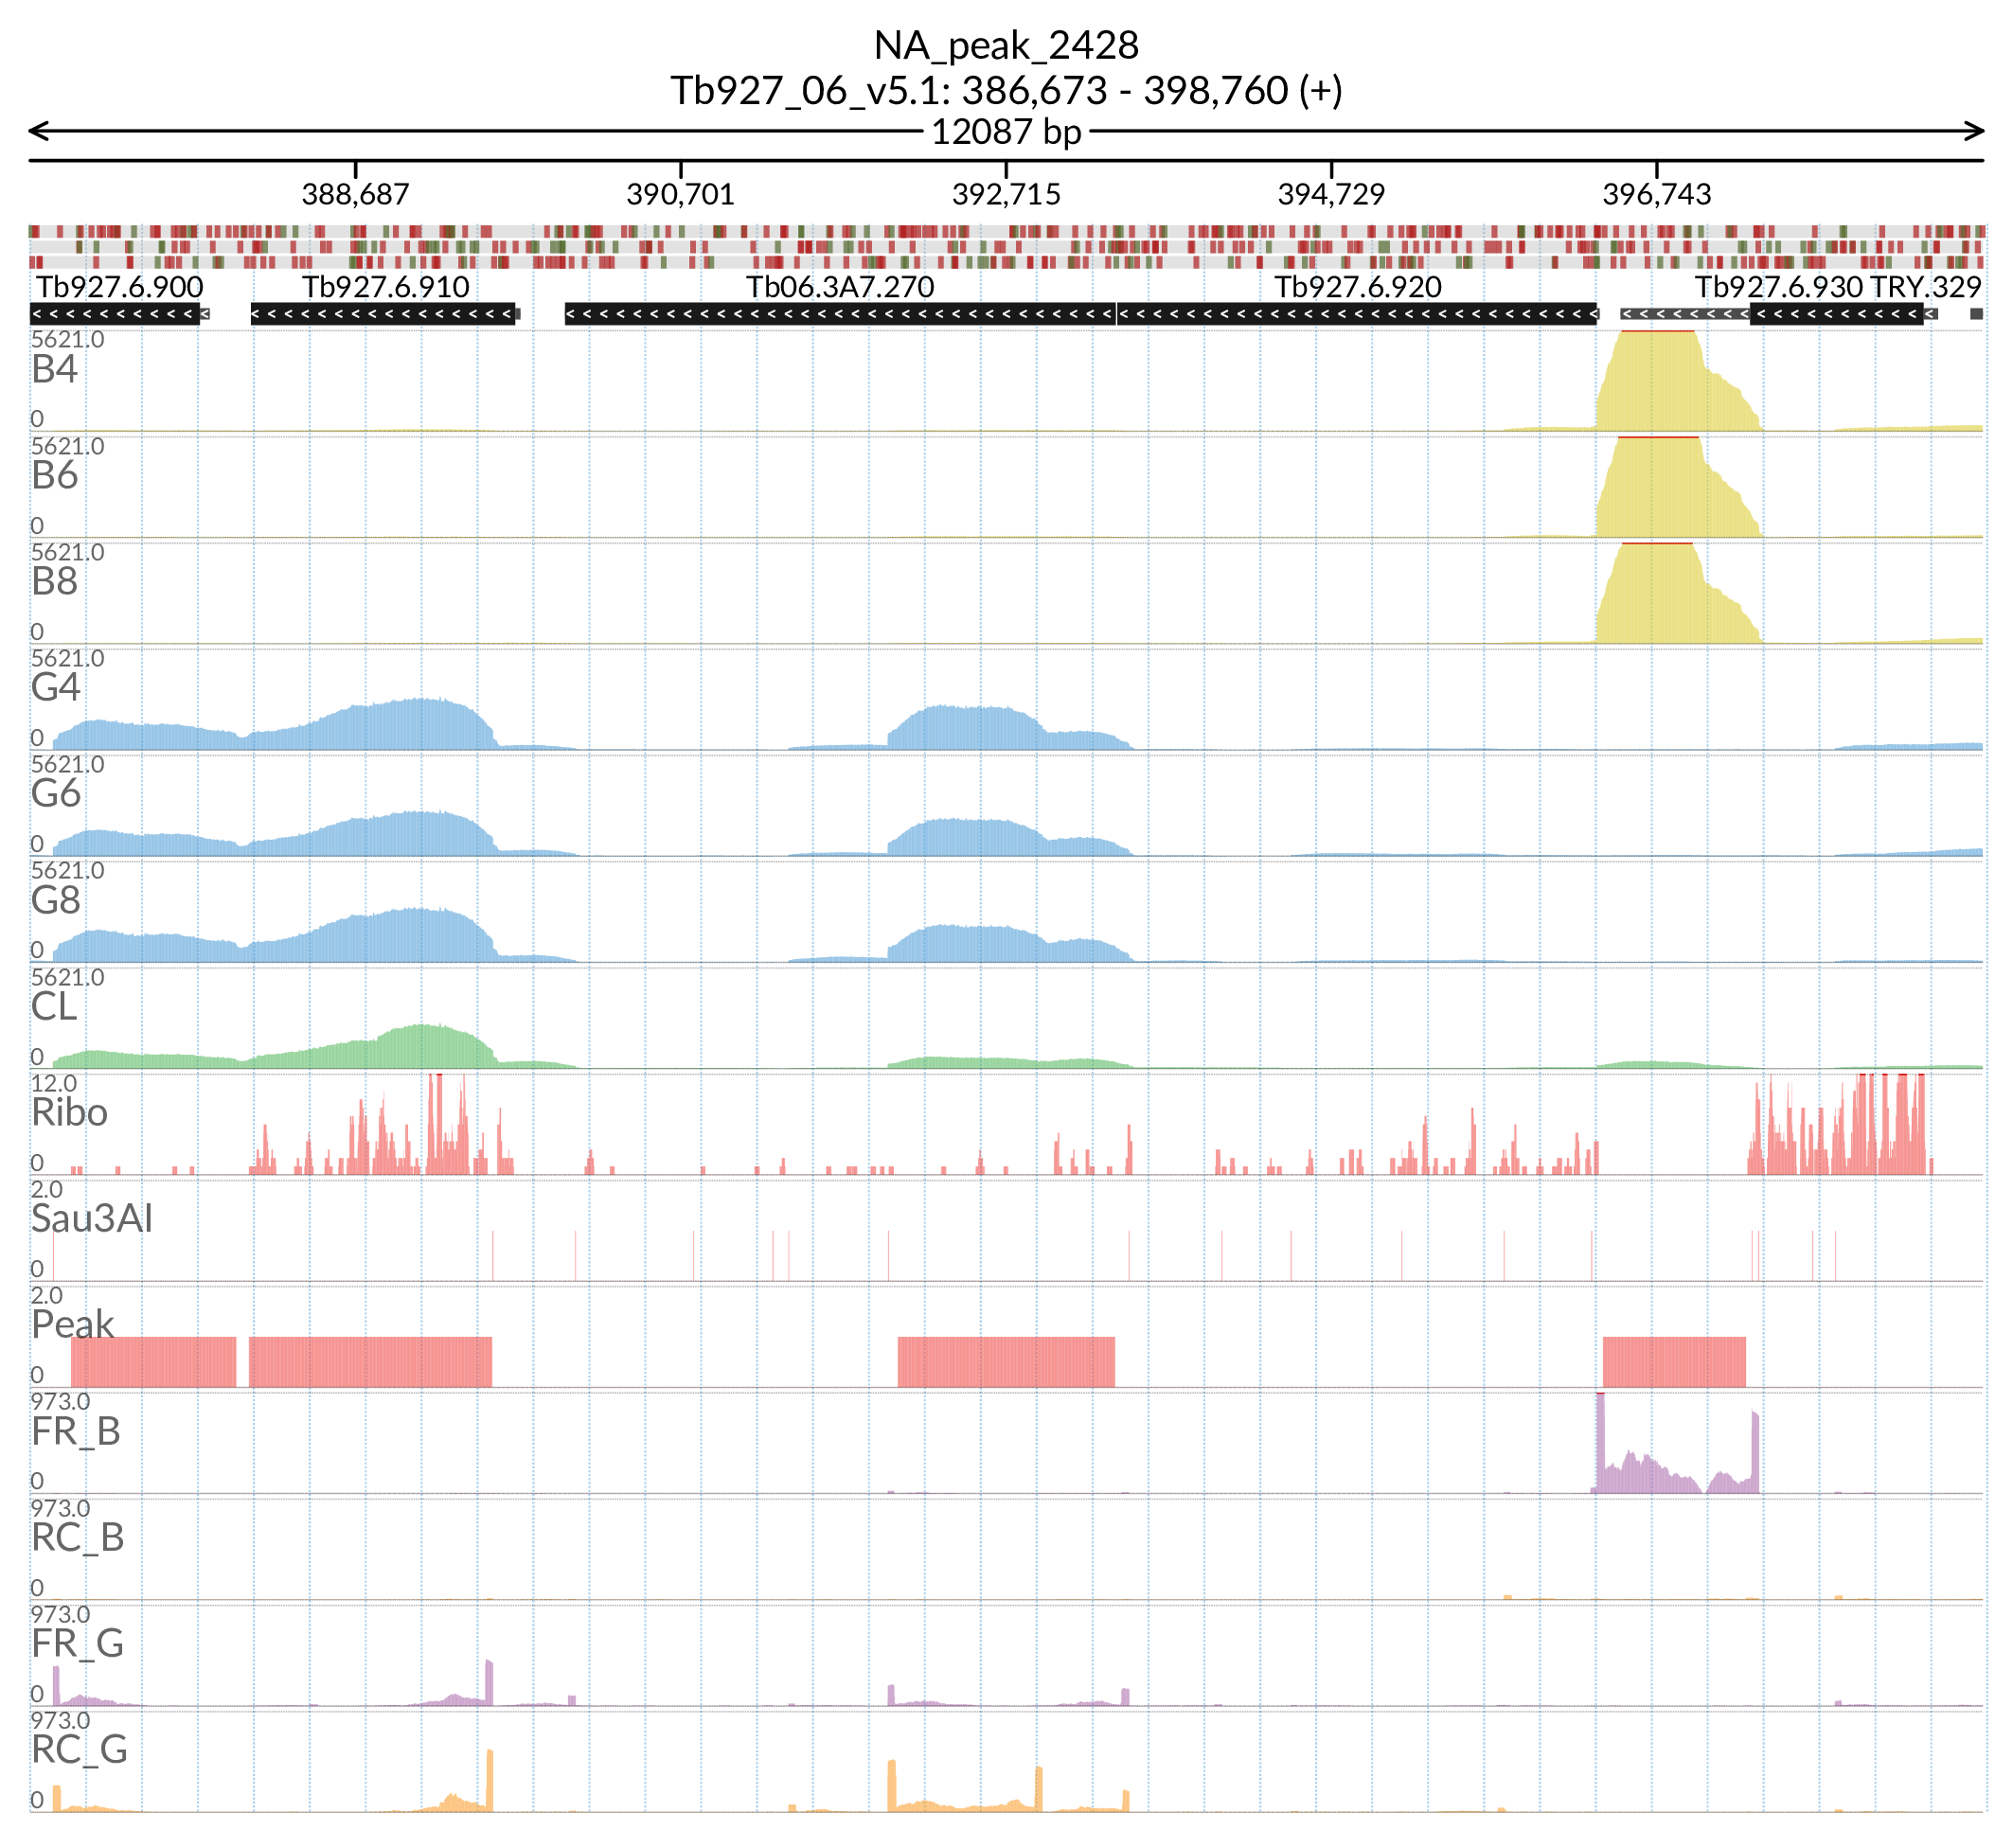 NA_peak_2428
Tb927_06_v5.1: 386,673 - 398,760 (+)
12087 bp
388,687 390,701 392,715 394,729 396,743
Tb927.6.900 Tb927.6.910 Tb06.3A7.270 Tb927.6.920 Tb927.6.930 TRY.329
5621.0
B4
0
5621.0
B6
0
5621.0
B8
0
5621.0
G4
0
5621.0
G6
0
5621.0
G8
0
5621.0
CL
0
12.0
Ribo
0
2.0
Sau3AI
0
2.0
Peak
0
973.0
FR_B
0
973.0
RC_B
0
973.0
FR_G
0
973.0
RC_G
0